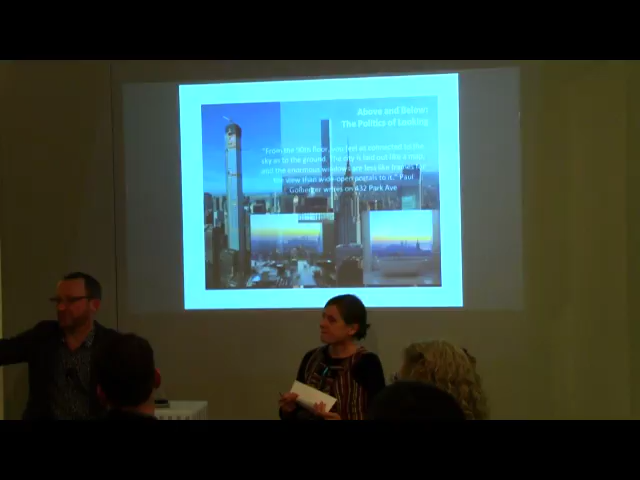 Above and Below:
The Politics of Looking
"From the 90th floor, you feel as connected to the
sky as to the ground. The city is laid out like a map,
and the enormous windows are less like frames for
the view than wide-open portals to it." Paul
Goldberger writes on 432 Park Ave